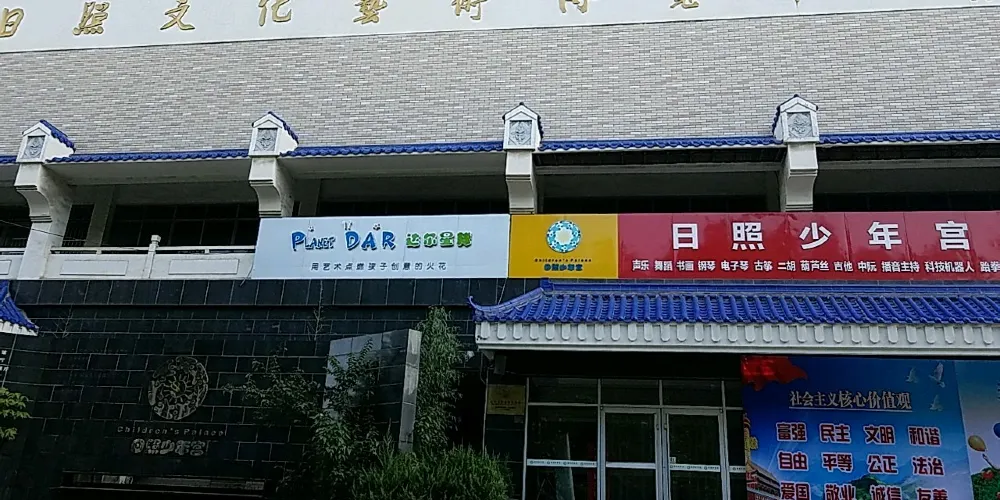 日照文化藝術
PLANET DAR 达尔星球
用艺术点燃孩子创意的火花
Children's Palace
日照少年宫
日照少年宫
声乐 舞蹈 书画 钢琴 电子琴 古筝 二胡 葫芦丝 吉他 中阮 播音主持 科技机器人 跆拳
Children's Palace
日照少年宫
社会主义核心价值观
富强 民主 文明 和谐
自由 平等 公正 法治
爱国 敬业 诚信 友善